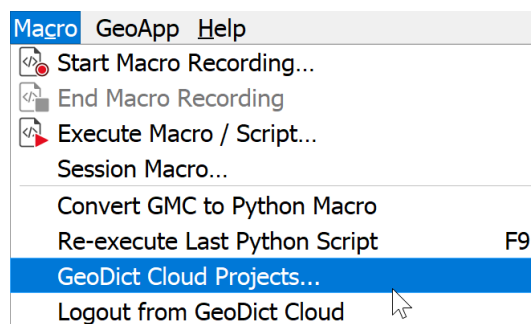 Macro GeoApp Help
Start Macro Recording...
End Macro Recording
Execute Macro / Script...
Session Macro...
Convert GMC to Python Macro
Re-execute Last Python Script F9
GeoDict Cloud Projects...
Logout from GeoDict Cloud